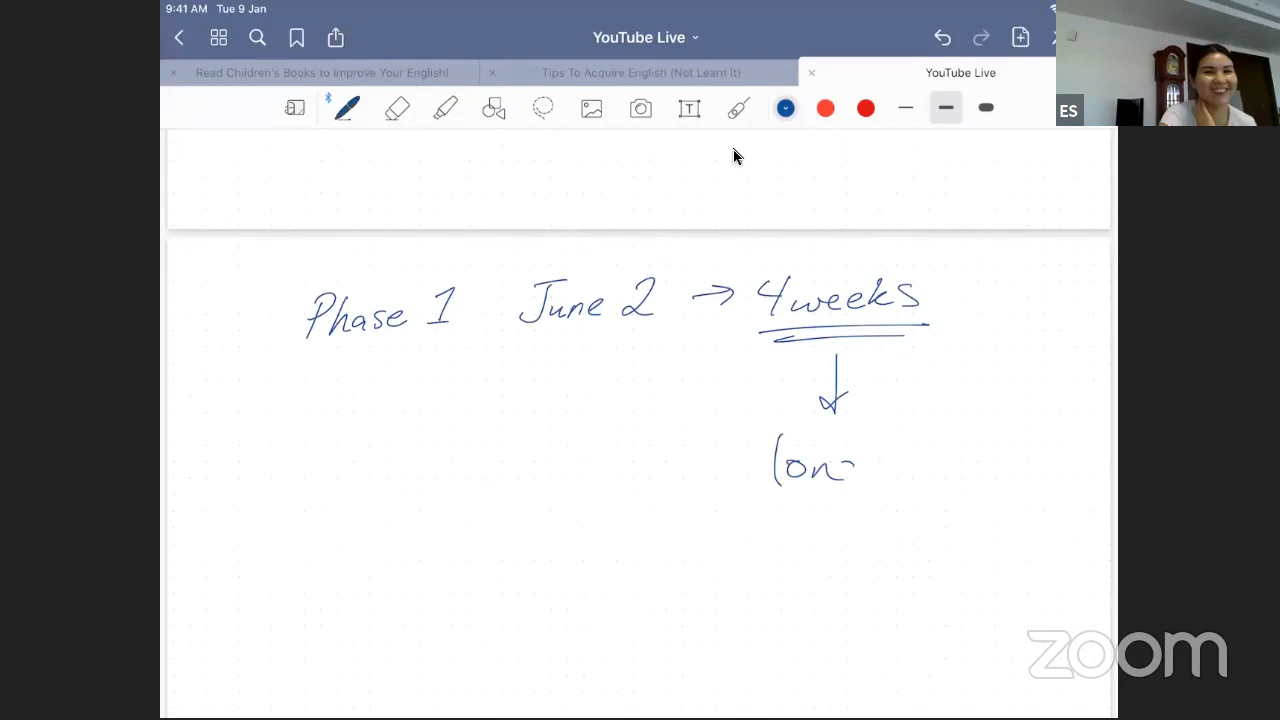 9:41 AM Tue 9 Jan
YouTube Live
Read Children's Books to Improve Your English!
Tips To Acquire English (Not Learn It)
YouTube Live
T
ES
Phase 1 June 2 → 4 weeks
zoom